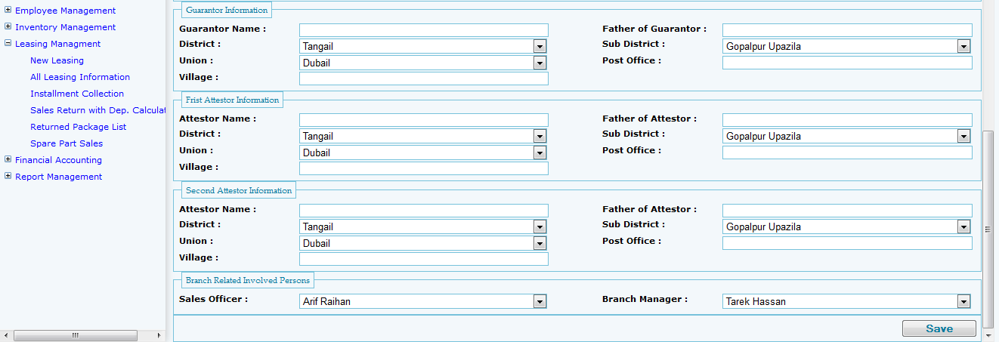 Employee Management
Inventory Management
Leasing Managment
New Leasing
All Leasing Information
Installment Collection
Sales Return with Dep. Calculat
Returned Package List
Spare Part Sales
Financial Accounting
Report Management
Guarantor Information
Guarantor Name : Father of Guarantor :
District : Tangail Sub District : Gopalpur Upazila
Union : Dubail Post Office :
Village :
Frist Attestor Information
Attestor Name : Father of Attestor :
District : Tangail Sub District : Gopalpur Upazila
Union : Dubail Post Office :
Village :
Second Attestor Information
Attestor Name : Father of Attestor :
District : Tangail Sub District : Gopalpur Upazila
Union : Dubail Post Office :
Village :
Branch Related Involved Persons
Sales Officer : Arif Raihan Branch Manager : Tarek Hassan
Save